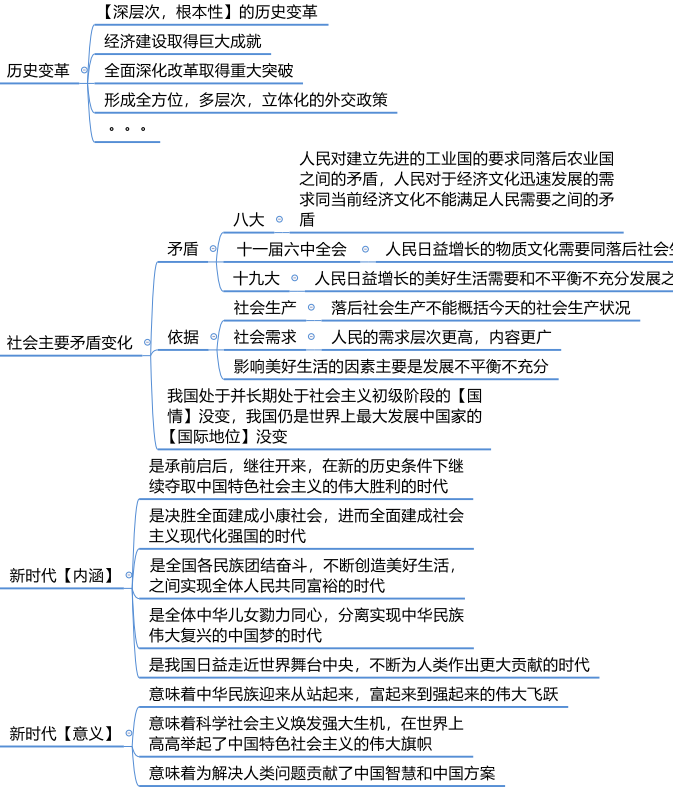 【深层次，根本性】的历史变革
经济建设取得巨大成就
历史变革
全面深化改革取得重大突破
形成全方位，多层次，立体化的外交政策
。。。
人民对建立先进的工业国的要求同落后农业国
之间的矛盾，人民对于经济文化迅速发展的需
求同当前经济文化不能满足人民需要之间的矛
盾
八大
矛盾
十一届六中全会
人民日益增长的物质文化需要同落后社会生
十九大
人民日益增长的美好生活需要和不平衡不充分发展之
社会生产
落后社会生产不能概括今天的社会生产状况
社会主要矛盾变化
依据
社会需求
人民的需求层次更高，内容更广
影响美好生活的因素主要是发展不平衡不充分
我国处于并长期处于社会主义初级阶段的【国
情】没变，我国仍是世界上最大发展中国家的
【国际地位】没变
是承前启后，继往开来，在新的历史条件下继
续夺取中国特色社会主义的伟大胜利的时代
是决胜全面建成小康社会，进而全面建成社会
主义现代化强国的时代
新时代【内涵】
是全国各民族团结奋斗，不断创造美好生活，
之间实现全体人民共同富裕的时代
是全体中华儿女勠力同心，分离实现中华民族
伟大复兴的中国梦的时代
是我国日益走近世界舞台中央，不断为人类作出更大贡献的时代
意味着中华民族迎来从站起来，富起来到强起来的伟大飞跃
新时代【意义】
意味着科学社会主义焕发强大生机，在世界上
高高举起了中国特色社会主义的伟大旗帜
意味着为解决人类问题贡献了中国智慧和中国方案